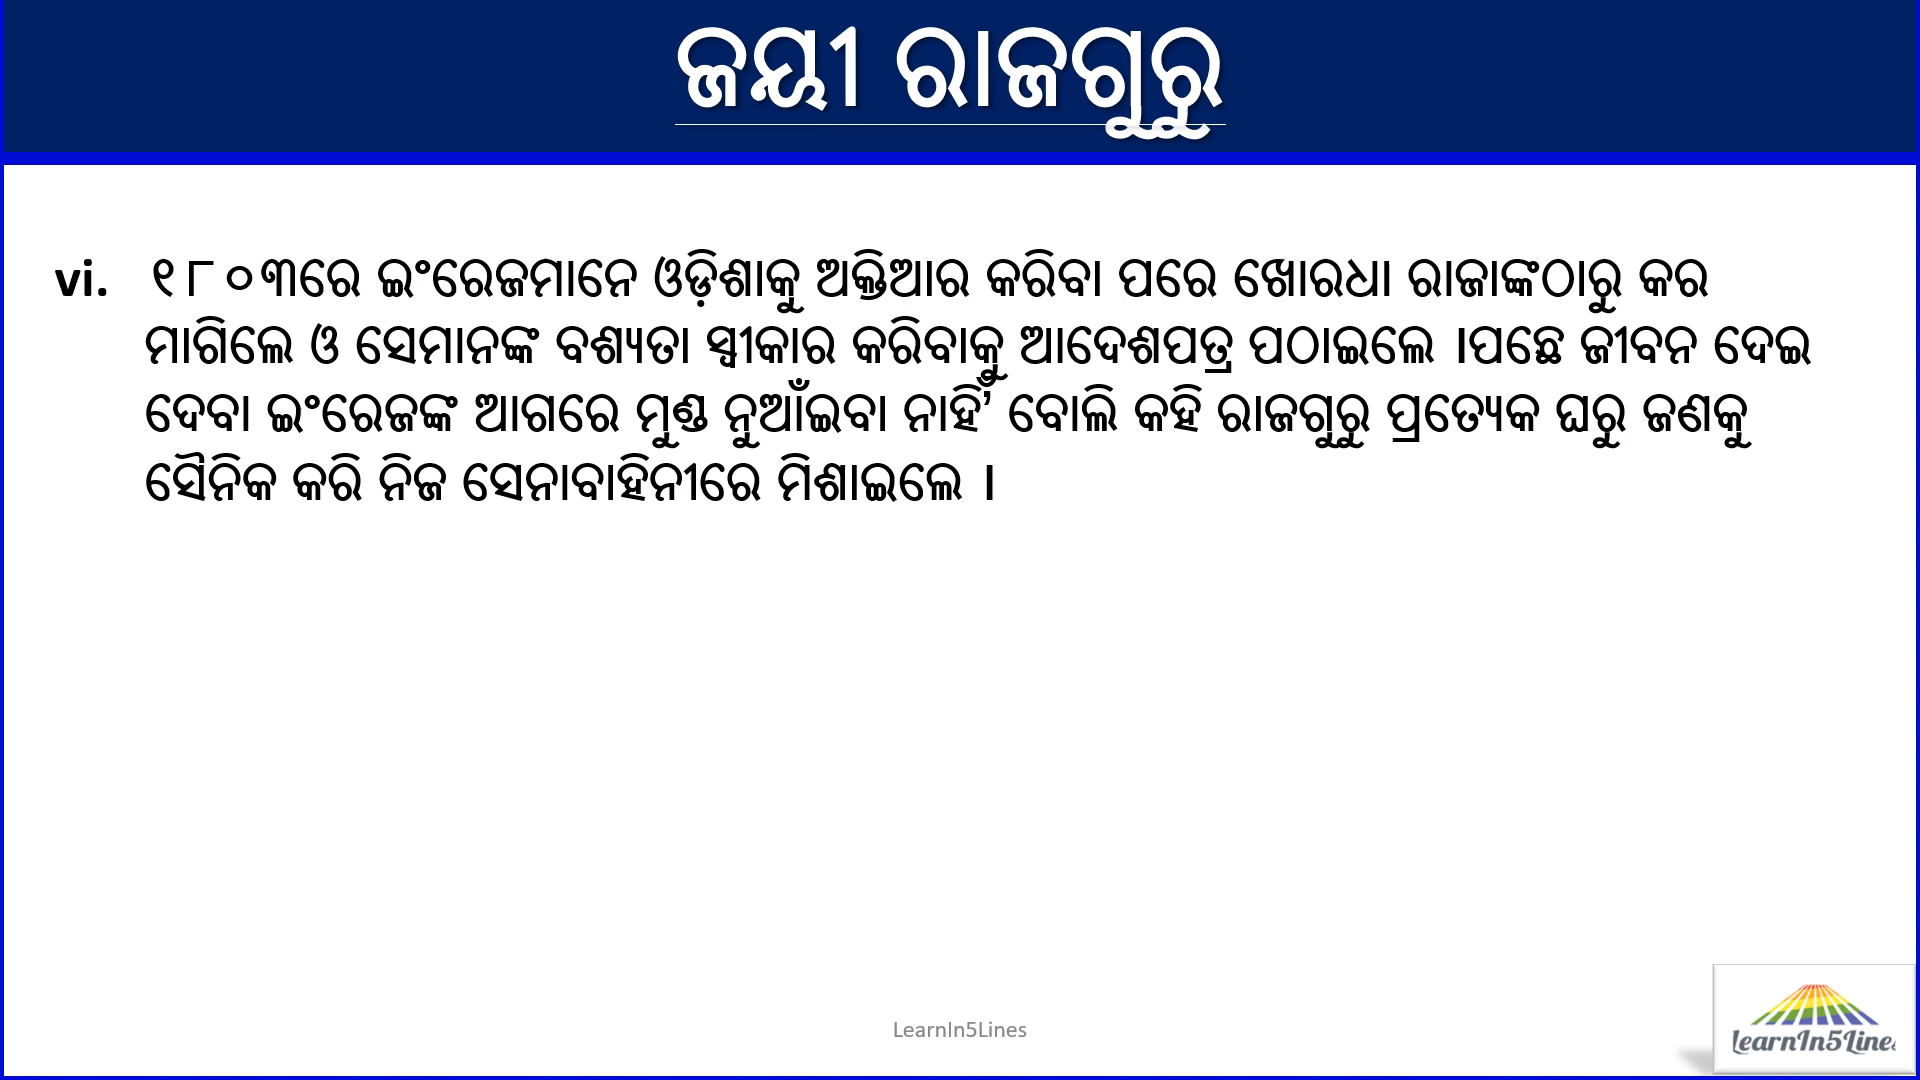 ଜୟୀ ରାଜଗୁରୁ
vi. ୧୮୦୩ରେ ଇଂରେଜମାନେ ଓଡ଼ିଶାକୁ ଅକ୍ତିଆର କରିବା ପରେ ଖୋରଧା ରାଜାଙ୍କଠାରୁ କର
ମାଗିଲେ ଓ ସେମାନଙ୍କ ବଶ୍ୟତା ସ୍ୱୀକାର କରିବାକୁ ଆଦେଶପତ୍ର ପଠାଇଲେ ।ପଛେ ଜୀବନ ଦେଇ
ଦେବା ଇଂରେଜଙ୍କ ଆଗରେ ମୁଣ୍ଡ ନୁଆଁଇବା ନାହିଁ’ ବୋଲି କହି ରାଜଗୁରୁ ପ୍ରତ୍ୟେକ ଘରୁ ଜଣକୁ
ସୈନିକ କରି ନିଜ ସେନାବାହିନୀରେ ମିଶାଇଲେ ।
LearnIn5Lines
LearnIn5Lines